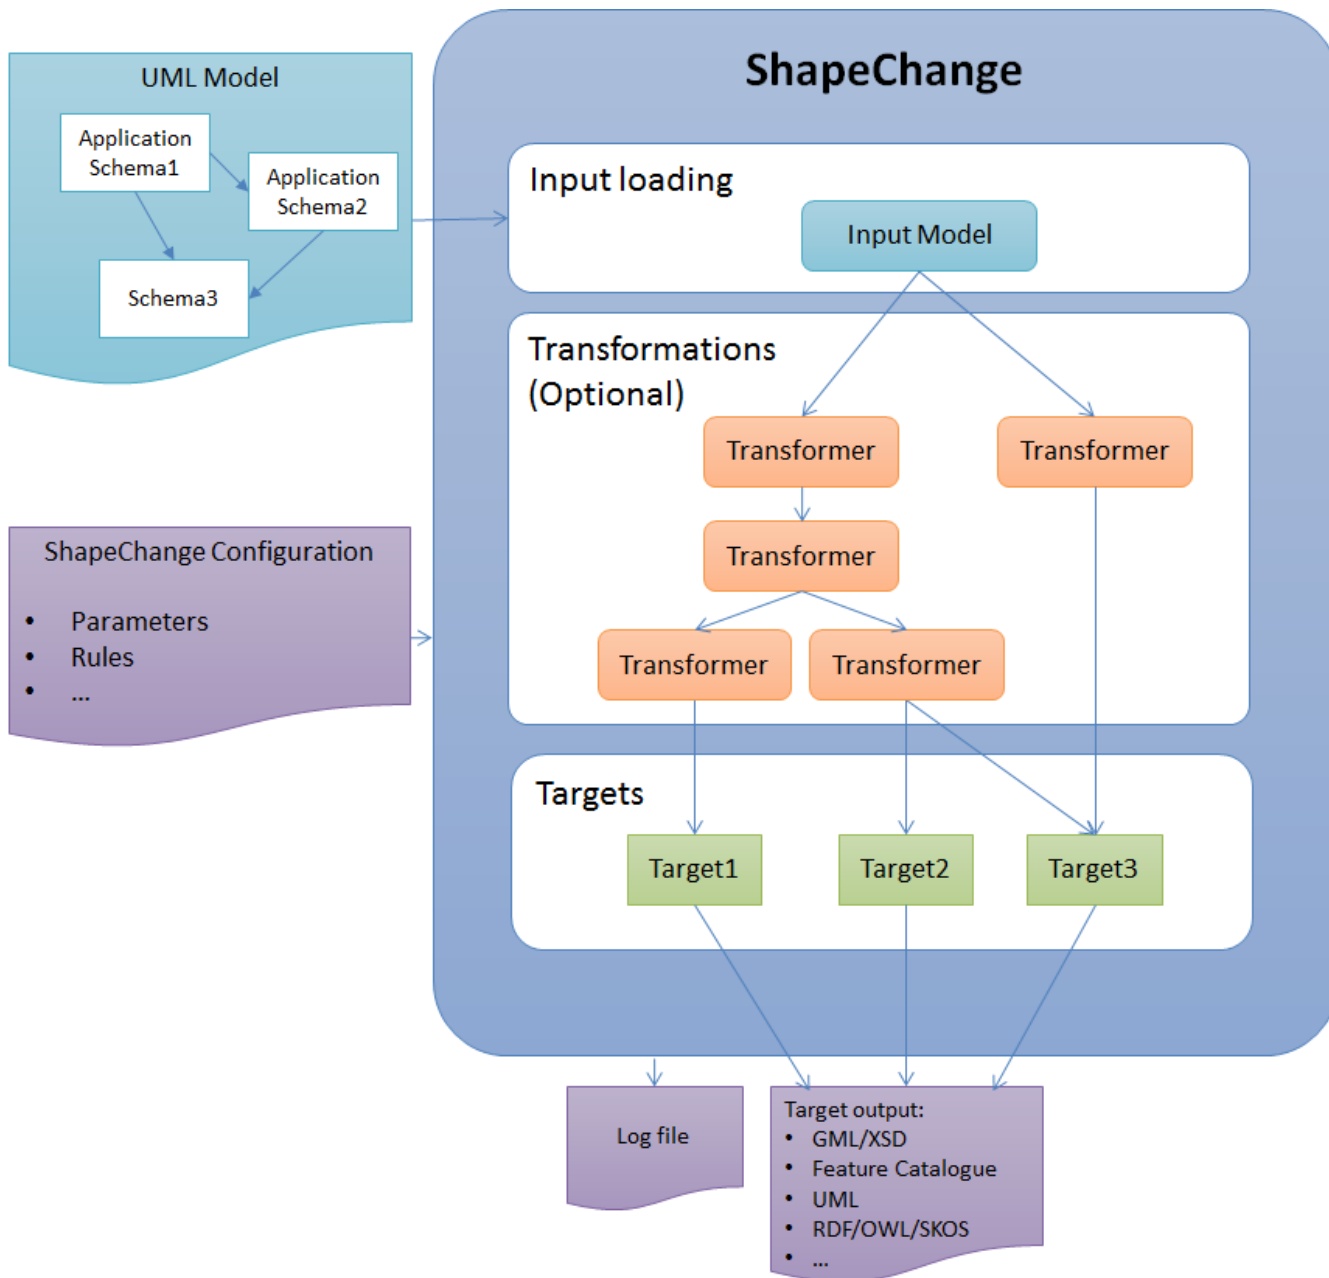 UML Model
Application
Schema1
Application
Schema2
Schema3
ShapeChange Configuration
• Parameters
• Rules
• ...
ShapeChange
Input loading
Input Model
Transformations
(Optional)
Transformer
Transformer
Transformer
Transformer
Transformer
Targets
Target1
Target2
Target3
Log file
Target output:
• GML/XSD
• Feature Catalogue
• UML
• RDF/OWL/SKOS
• ...